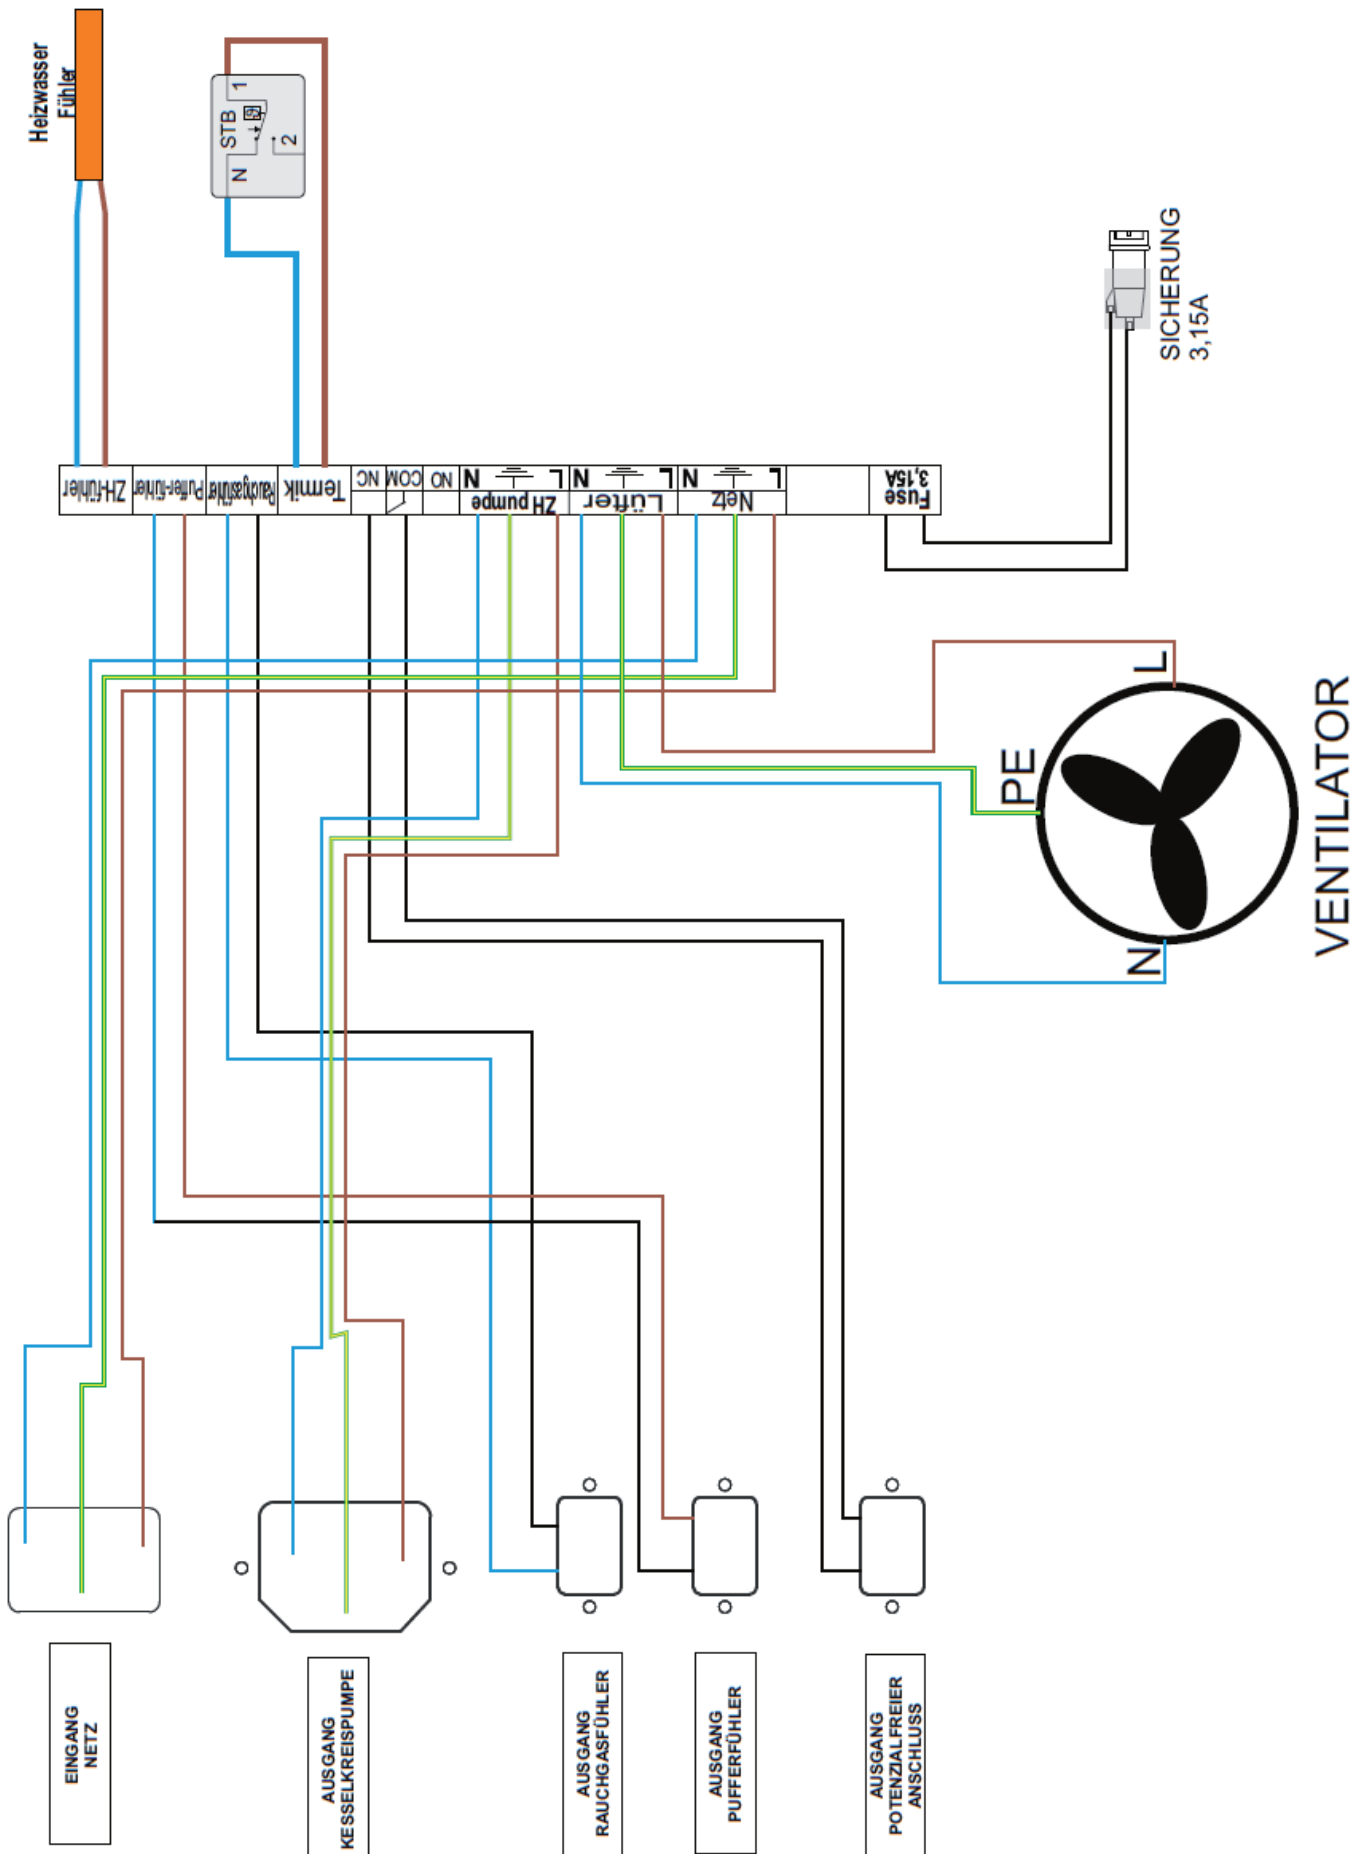 Heizwasser
Fühler
1
STB
9
2
N
SICHERUNG
3,15A
ZH-fühler
Puffer-fühler
Rauchgasfühler
Termik
NC
COM
NO
N
L
ZH pumpe
N
L
Lüfter
N
L
Netz
Fuse
3,15A
L
PE
N
VENTILATOR
EINGANG
NETZ
AUSGANG
KESSELKREISPUMPE
AUSGANG
RAUCHGASFÜHLER
AUSGANG
PUFFERFÜHLER
AUSGANG
POTENZIALFREIER
ANSCHLUSS